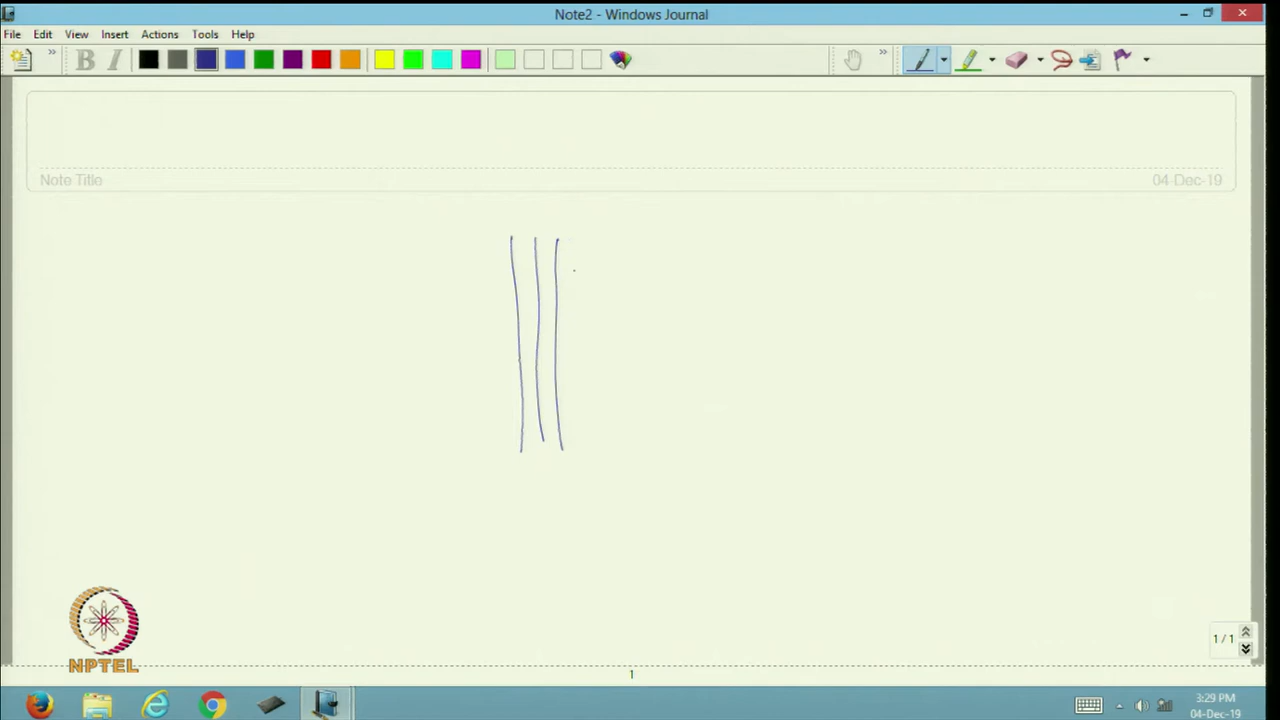 Note2 - Windows Journal
File Edit View Insert Actions Tools Help
B I
Note Title
04-Dec-19
NPTEL
1 / 1
1
3:29 PM
04-Dec-19